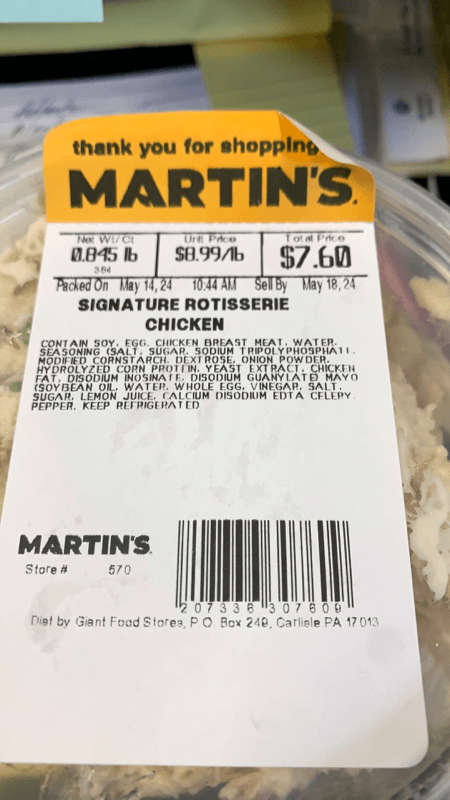 thank you for shopping
MARTIN'S.
Net Wt/Ct Unit Price Total Price
0.845 lb $8.99/lb $7.60
384
Packed On May 14, 24 10:44 AM Sell By May 18, 24
SIGNATURE ROTISSERIE
CHICKEN
CONTAIN SOY, EGG. CHICKEN BREAST MEAT, WATER,
SEASONING (SALT, SUGAR, SODIUM TRIPOLYPHOSPHATE,
MODIFIED CORNSTARCH, DEXTROSE, ONION POWDER,
HYDROLYZED CORN PROTEIN, YEAST EXTRACT, CHICKEN
FAT, DISODIUM INOSINATE, DISODIUM GUANYLATE) MAYO
(SOYBEAN OIL, WATER, WHOLE EGG, VINEGAR, SALT,
SUGAR, LEMON JUICE, CALCIUM DISODIUM EDTA CELERY.
PEPPER. KEEP REFRIGERATED
MARTIN'S.
Store # 570
2 07336 307609
Dist by Giant Food Stores, P.O. Box 249, Carlisle PA 17013